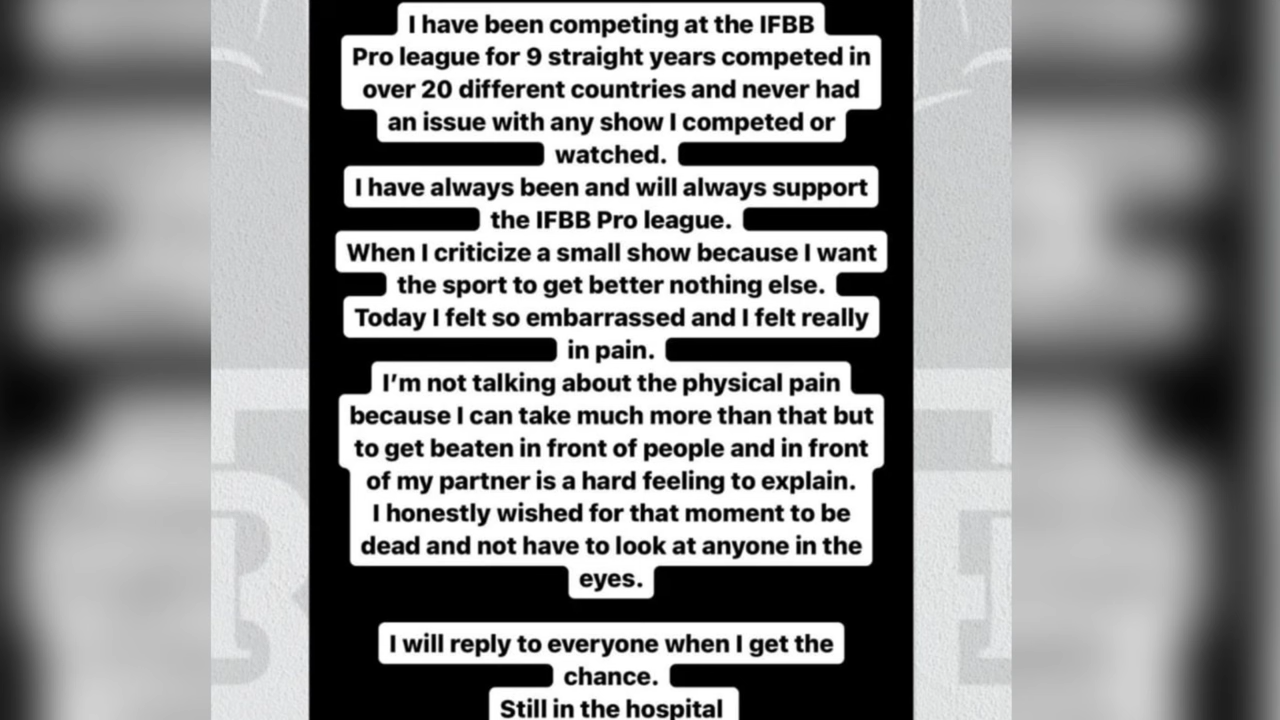 I have been competing at the IFBB
Pro league for 9 straight years competed in
over 20 different countries and never had
an issue with any show I competed or
watched.
I have always been and will always support
the IFBB Pro league.
When I criticize a small show because I want
the sport to get better nothing else.
Today I felt so embarrassed and I felt really
in pain.
I’m not talking about the physical pain
because I can take much more than that but
to get beaten in front of people and in front
of my partner is a hard feeling to explain.
I honestly wished for that moment to be
dead and not have to look at anyone in the
eyes.
I will reply to everyone when I get the
chance.
Still in the hospital